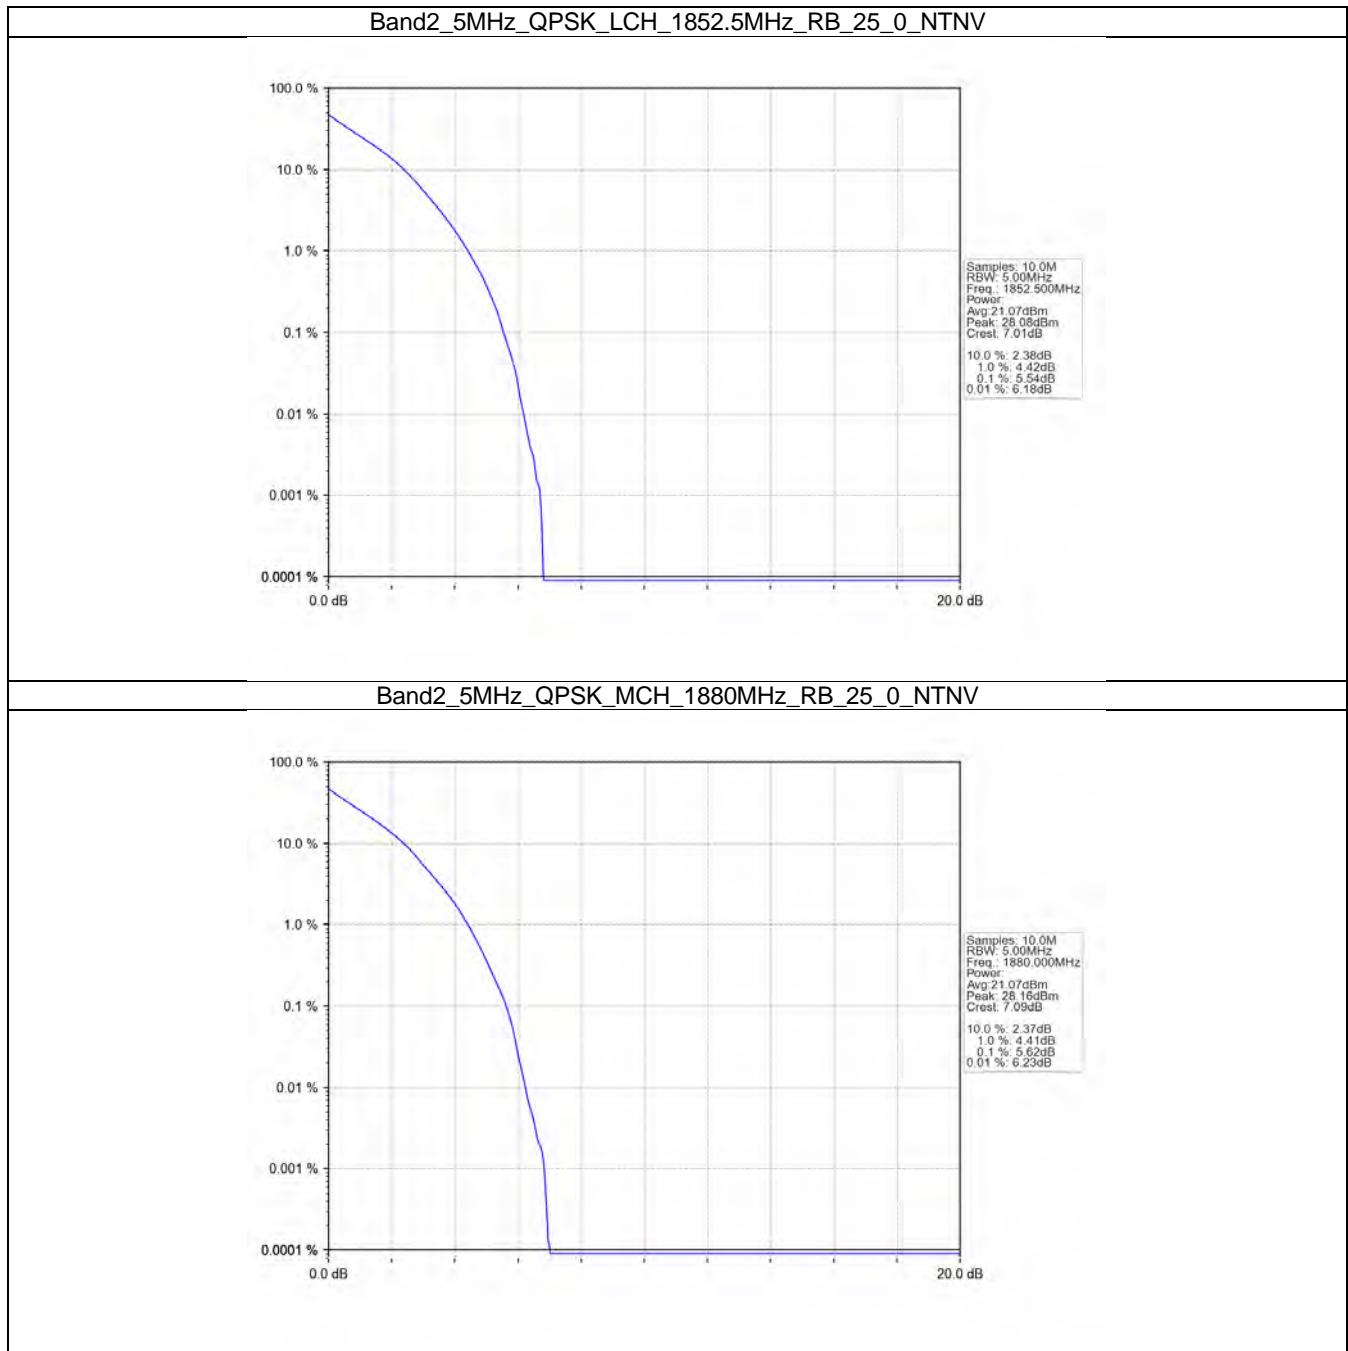 Band2_5MHz_QPSK_LCH_1852.5MHz_RB_25_0_NTNV
100.0 %
10.0 %
1.0 %
0.1 %
0.01 %
0.001 %
0.0001 %
0.0 dB
20.0 dB
Samples: 10.0M
RBW: 5.00MHz
Freq.: 1852.500MHz
Power:
Avg:21.07dBm
Peak: 28.08dBm
Crest: 7.01dB
10.0 %: 2.38dB
1.0 %: 4.42dB
0.1 %: 5.54dB
0.01 %: 6.18dB
Band2_5MHz_QPSK_MCH_1880MHz_RB_25_0_NTNV
100.0 %
10.0 %
1.0 %
0.1 %
0.01 %
0.001 %
0.0001 %
0.0 dB
20.0 dB
Samples: 10.0M
RBW: 5.00MHz
Freq.: 1880.000MHz
Power:
Avg:21.07dBm
Peak: 28.16dBm
Crest: 7.09dB
10.0 %: 2.37dB
1.0 %: 4.41dB
0.1 %: 5.62dB
0.01 %: 6.23dB